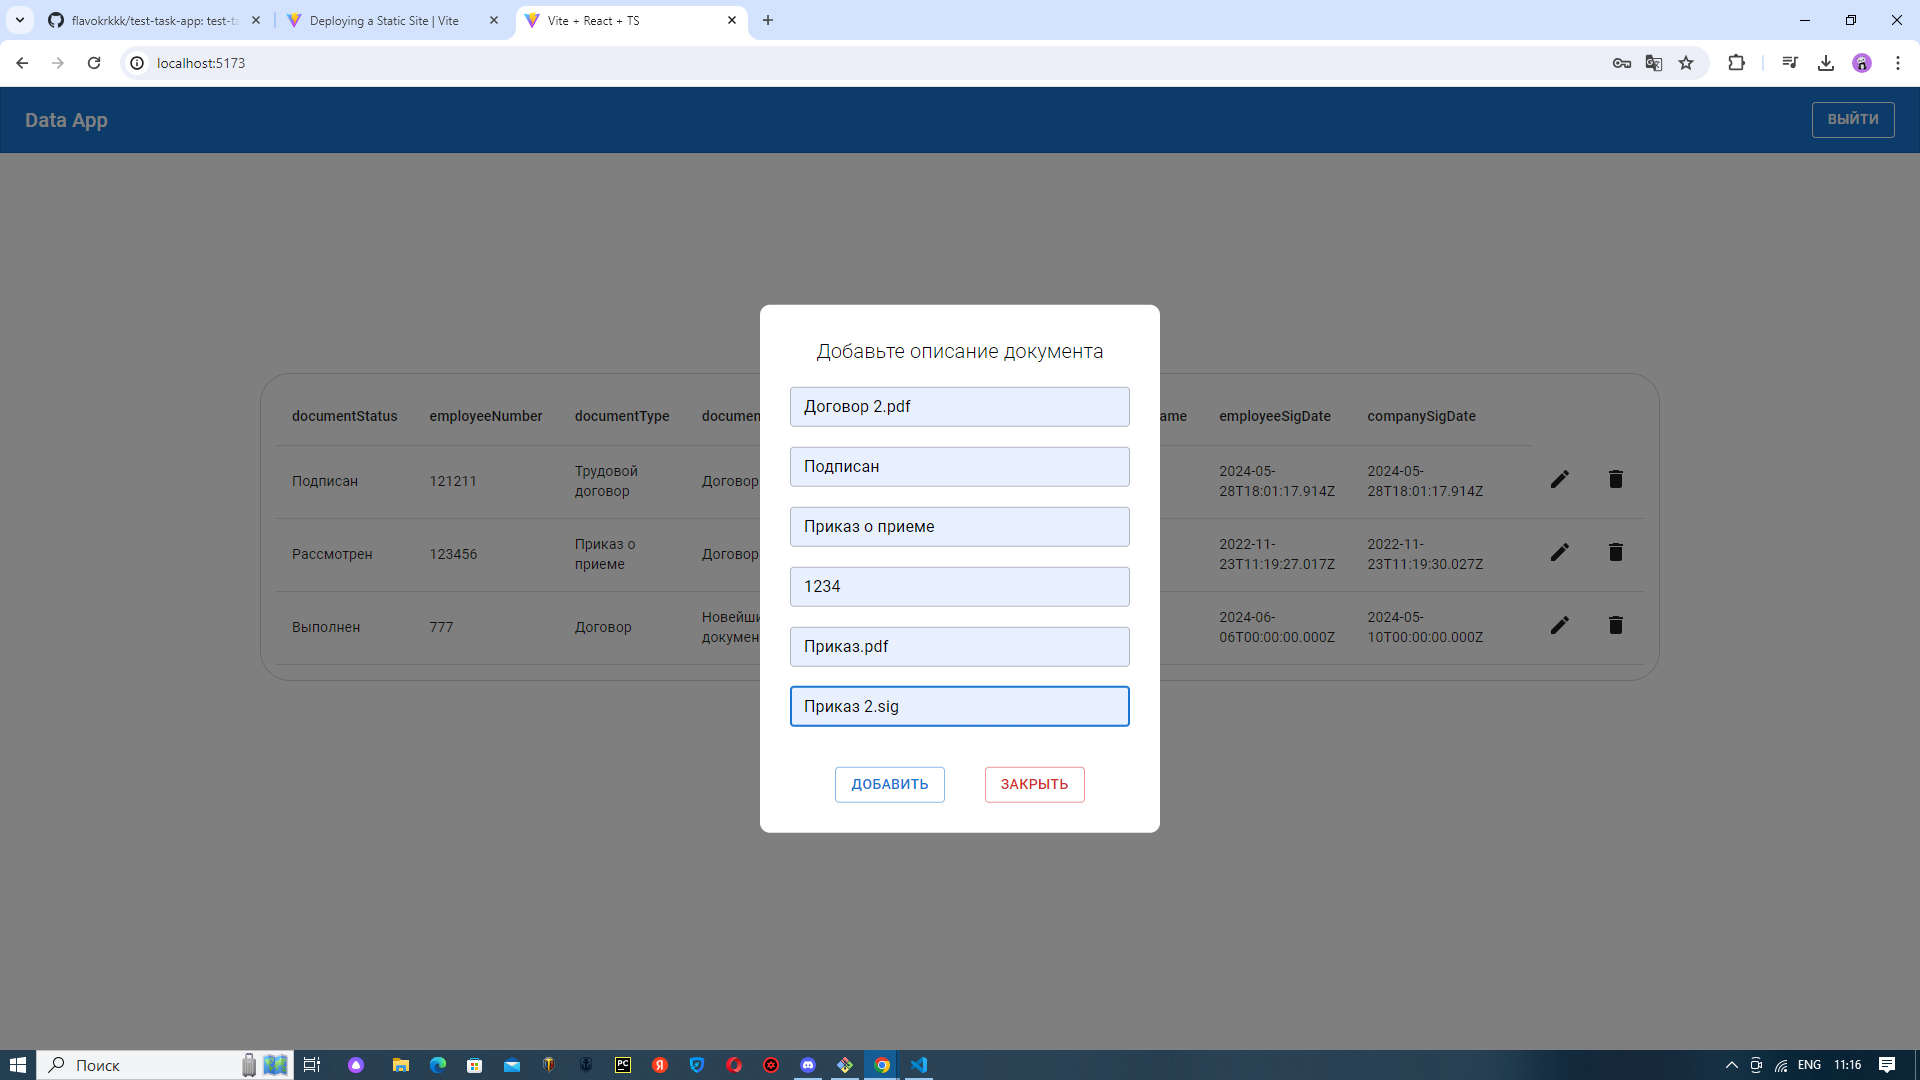 flavokrkkk/test-task-app: test-ta
Deploying a Static Site | Vite
Vite + React + TS
localhost:5173
Data App
ВЫЙТИ
Добавьте описание документа
Договор 2.pdf
Подписан
Приказ о приеме
1234
Приказ.pdf
Приказ 2.sig
ДОБАВИТЬ
ЗАКРЫТЬ
documentStatus employeeNumber documentType documen ame employeeSigDate companySigDate
Подписан 121211 Трудовой договор Договор 2024-05-28T18:01:17.914Z 2024-05-28T18:01:17.914Z
Рассмотрен 123456 Приказ о приеме Договор 2022-11-23T11:19:27.017Z 2022-11-23T11:19:30.027Z
Выполнен 777 Договор Новейши докумен 2024-06-06T00:00:00.000Z 2024-05-10T00:00:00.000Z
Поиск
PC
Я
ENG 11:16